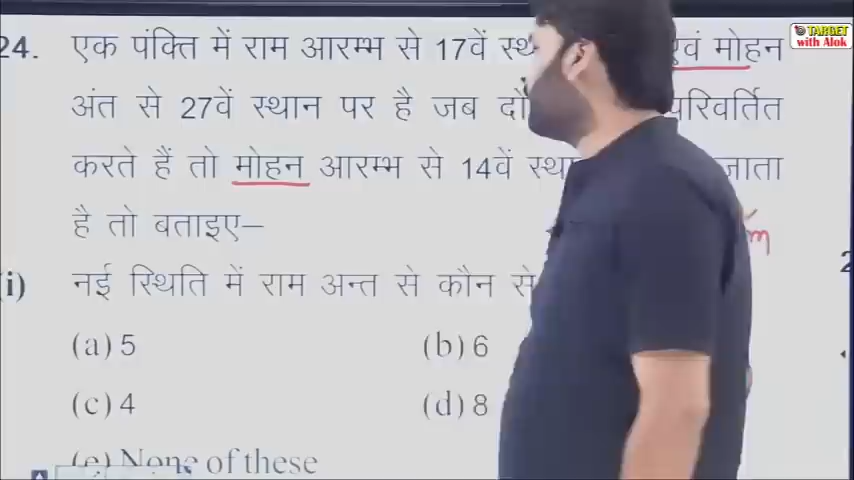 24. एक पंक्ति में राम आरम्भ से 17वें मोहन
अंत से 27वें स्थान पर है जब परिवर्तित
करते हैं तो मोहन आरम्भ से 14वें जाता
है तो बताइए–
(i) नई स्थिति में राम अन्त से कौन से
(a) 5 (b) 6
(c) 4 (d) 8
(e) None of these
TARGET
with Alok